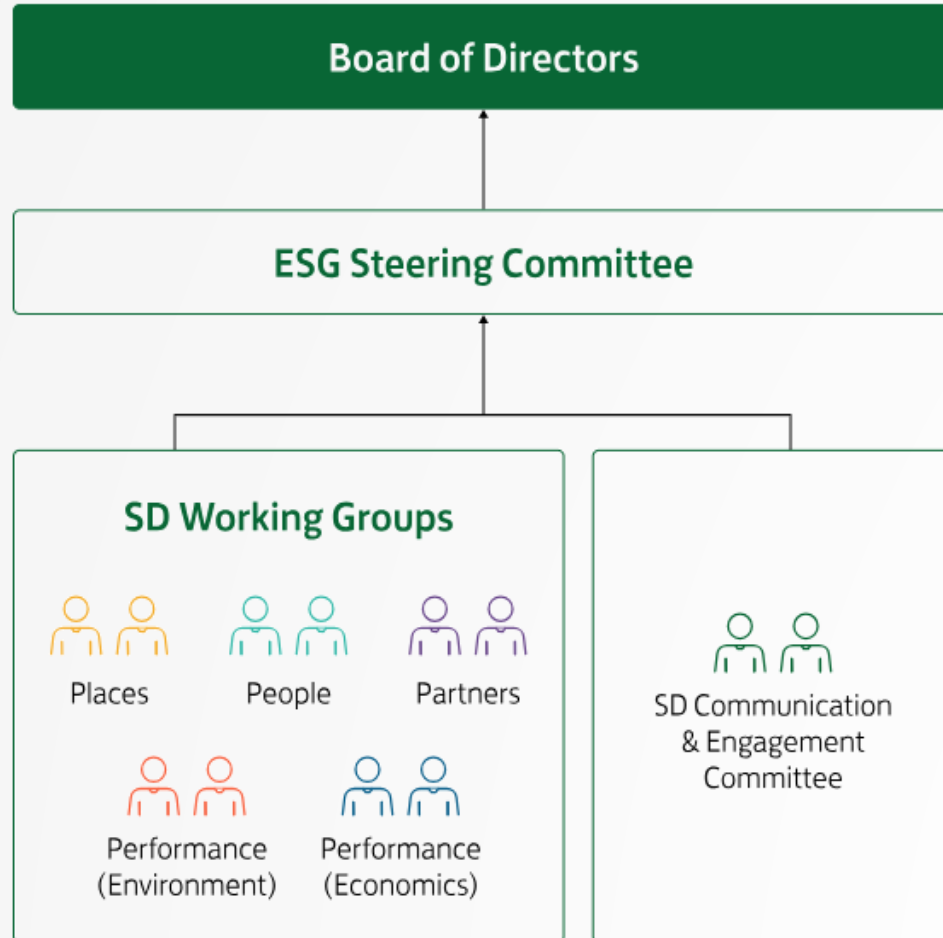 Board of Directors
ESG Steering Committee
SD Working Groups
Places
People
Partners
Performance
(Environment)
Performance
(Economics)
SD Communication
& Engagement
Committee